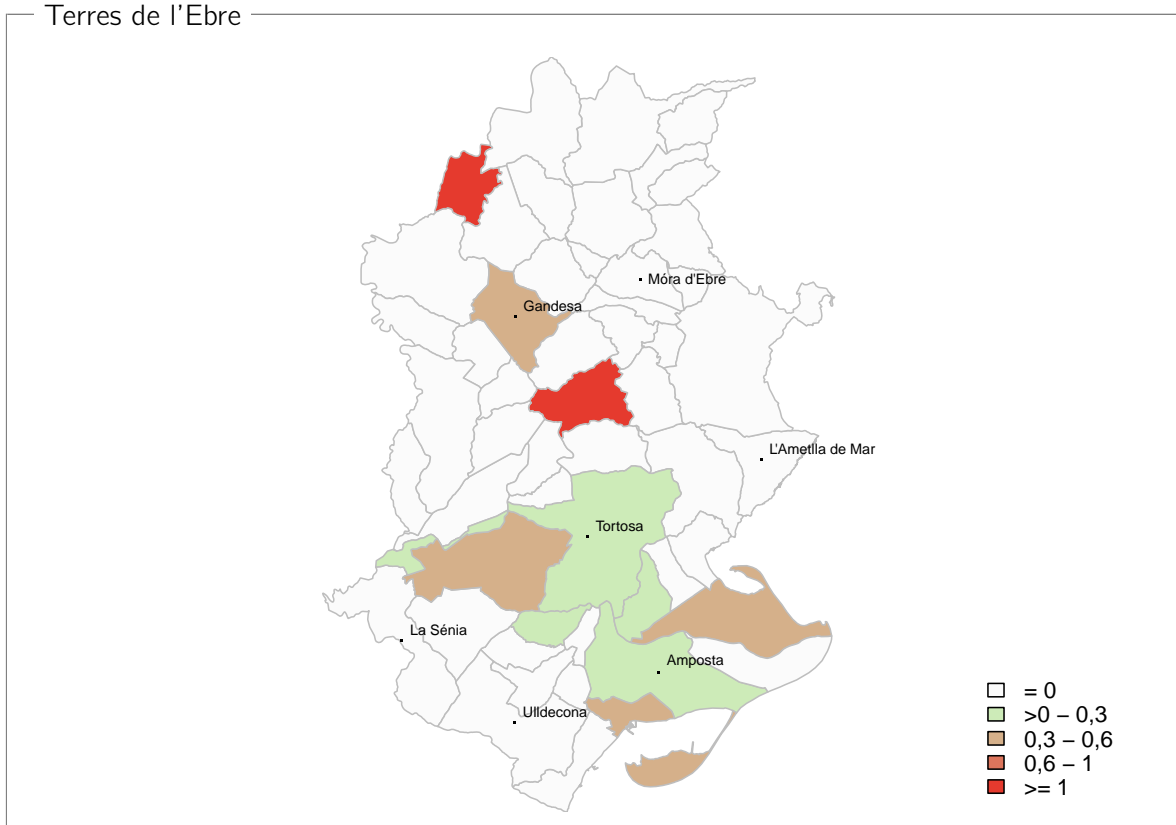 Terres de l'Ebre
Móra d'Ebre
Gandesa
L'Ametlla de Mar
Tortosa
La Sénia
Amposta
Ulldecona
= 0
>0 – 0,3
0,3 – 0,6
0,6 – 1
>= 1